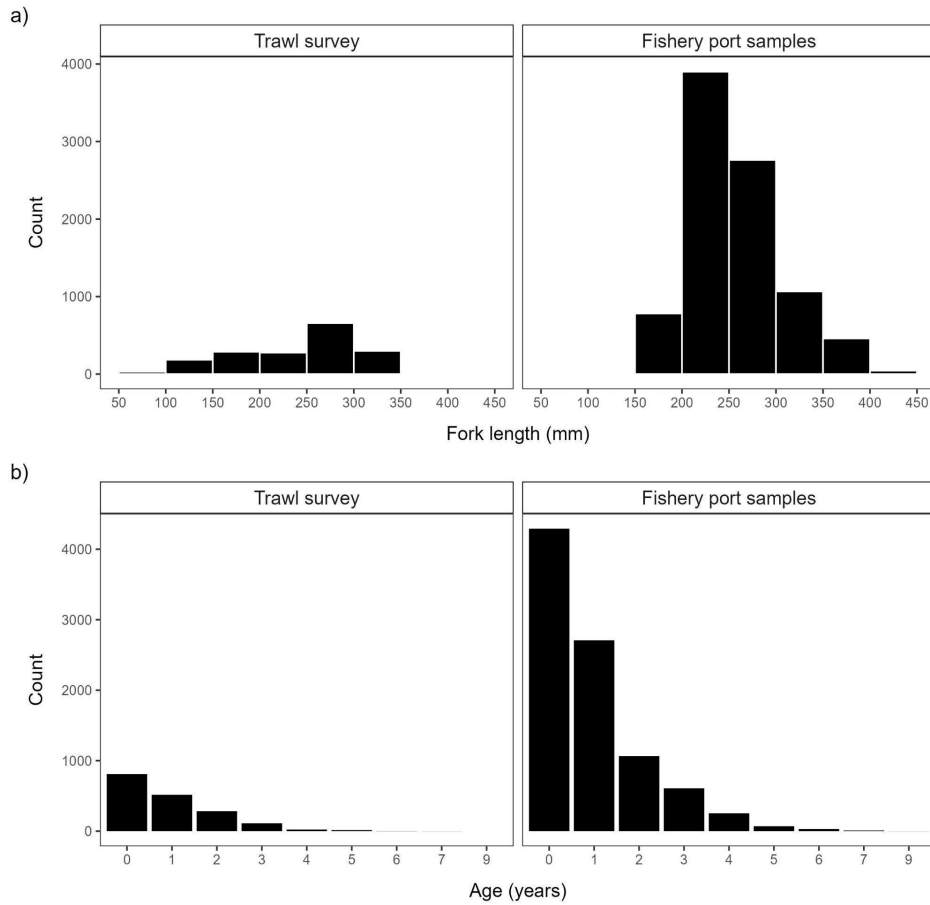 a)
Trawl survey Fishery port samples
4000
3000
2000
1000
0
Count
50 100 150 200 250 300 350 400 450 50 100 150 200 250 300 350 400 450
Fork length (mm)
b)
Trawl survey Fishery port samples
4000
3000
2000
1000
0
Count
0 1 2 3 4 5 6 7 9 0 1 2 3 4 5 6 7 9
Age (years)